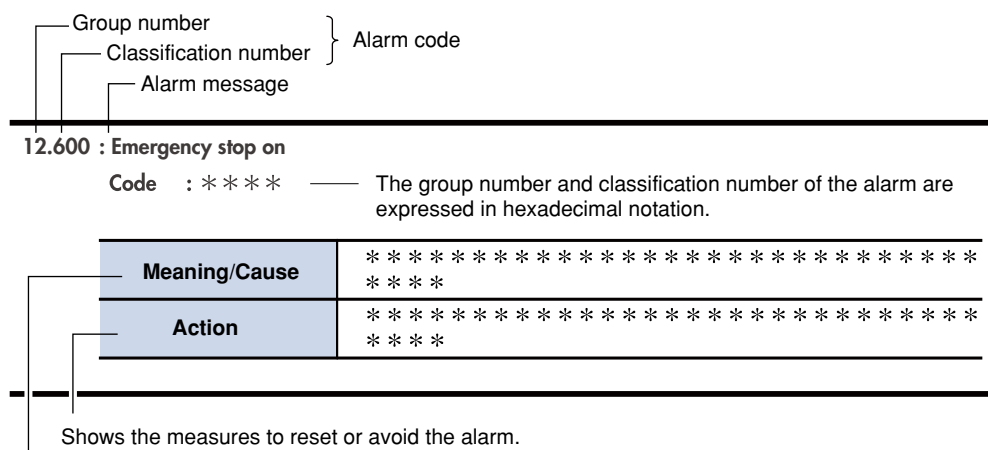 Group number
Classification number
Alarm code
Alarm message
12.600 : Emergency stop on
Code : ****
The group number and classification number of the alarm are
expressed in hexadecimal notation.
Meaning/Cause
*****************************
****
Action
*****************************
****
Shows the measures to reset or avoid the alarm.